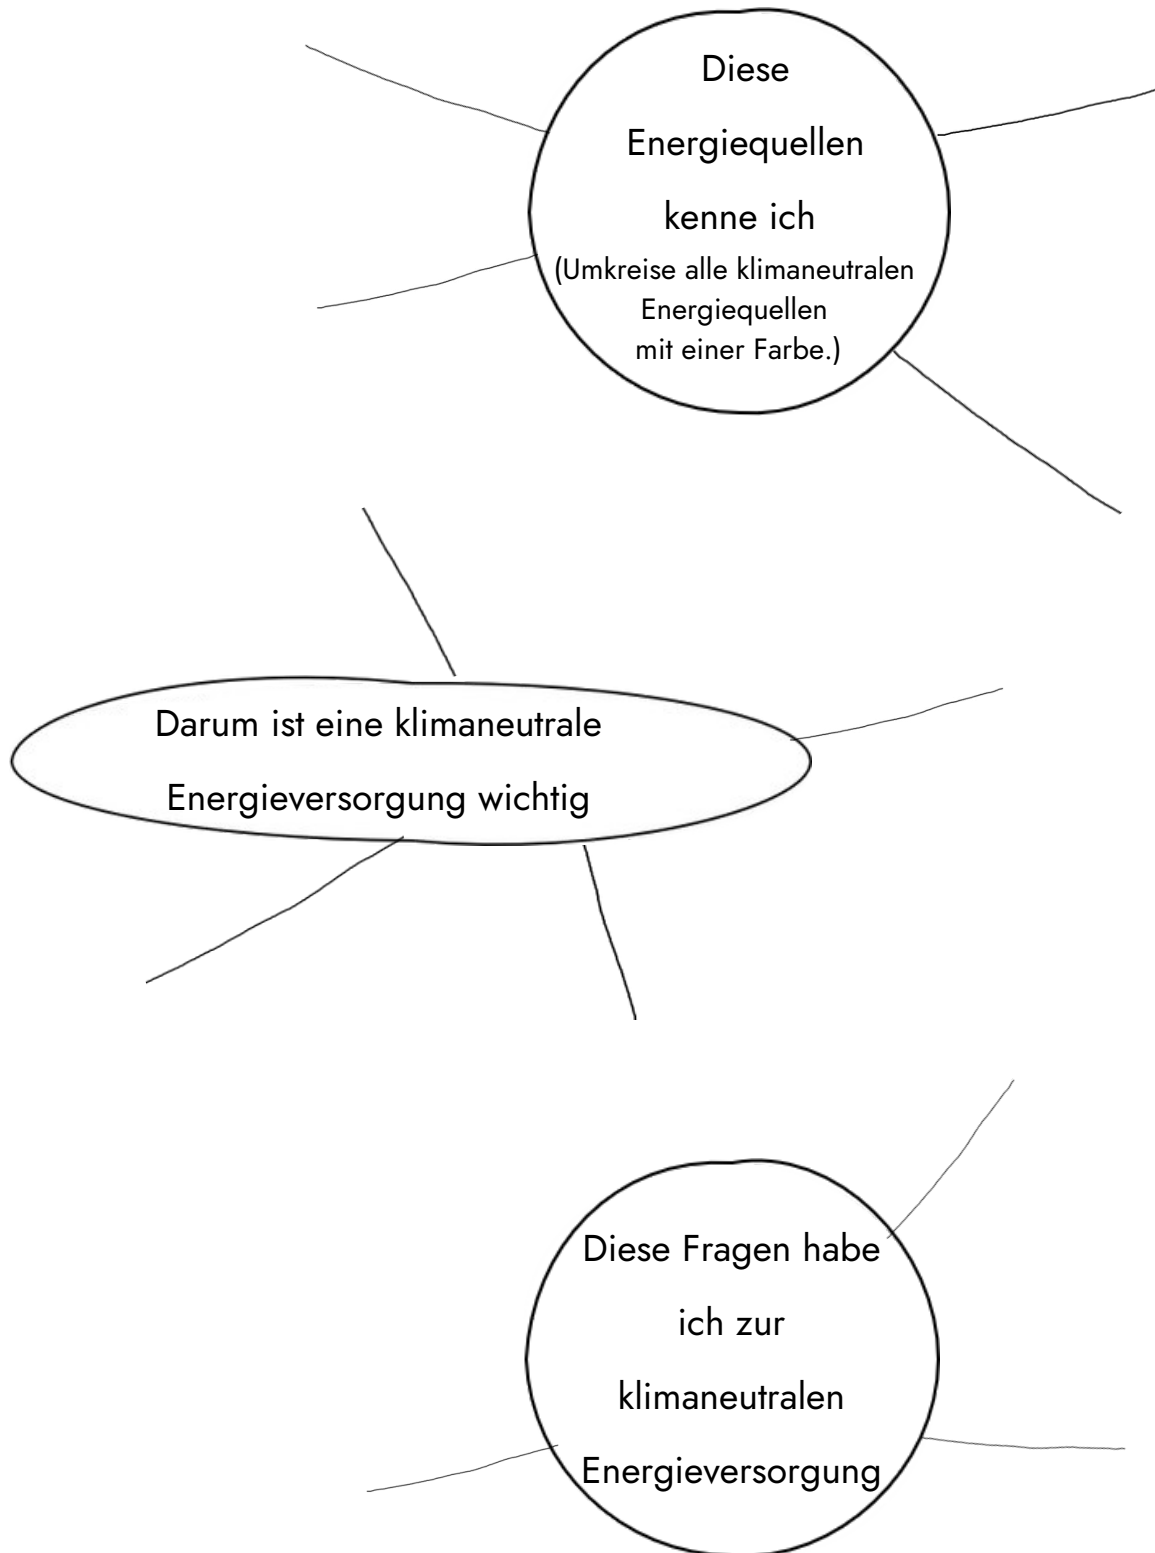 Diese
Energiequellen
kenne ich
(Umkreise alle klimaneutralen
Energiequellen
mit einer Farbe.)
Darum ist eine klimaneutrale
Energieversorgung wichtig
Diese Fragen habe
ich zur
klimaneutralen
Energieversorgung